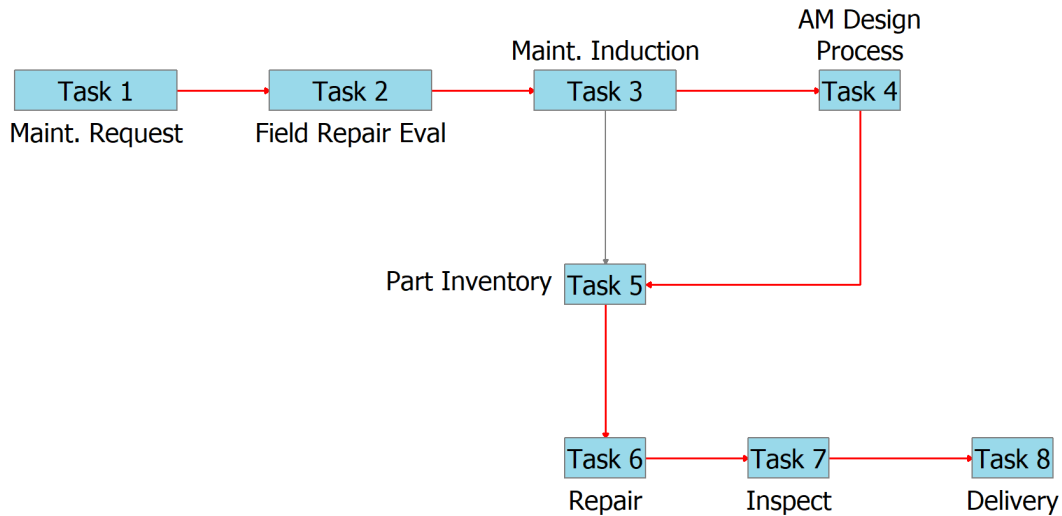 AM Design
Process
Maint. Induction
Task 1
Task 2
Task 3
Task 4
Maint. Request
Field Repair Eval
Part Inventory
Task 5
Task 6
Task 7
Task 8
Repair
Inspect
Delivery